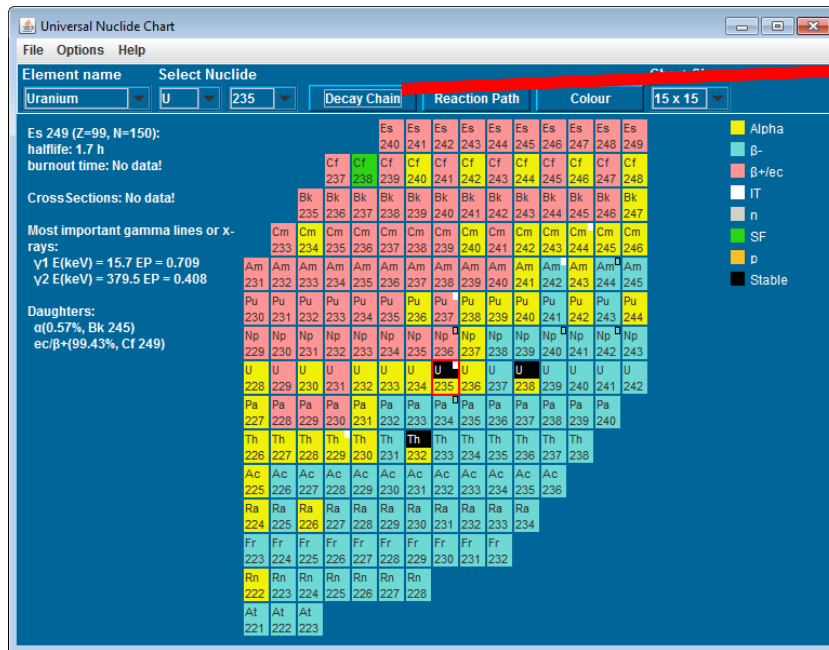 Universal Nuclide Chart
File Options Help
Element name Select Nuclide
Uranium U 235 Decay Chain Reaction Path Colour 15 x 15
Es 249 (Z=99, N=150):
halflife: 1.7 h
burnout time: No data!
CrossSections: No data!
Most important gamma lines or x-
rays:
γ1 E(keV) = 15.7 EP = 0.709
γ2 E(keV) = 379.5 EP = 0.408
Daughters:
α(0.57%, Bk 245)
ec/β+(99.43%, Cf 249)
Es Es Es Es Es Es Es Es Es Es
240 241 242 243 244 245 246 247 248 249
Cf Cf Cf Cf Cf Cf Cf Cf Cf Cf Cf Cf
237 238 239 240 241 242 243 244 245 246 247 248
Bk Bk Bk Bk Bk Bk Bk Bk Bk Bk Bk Bk Bk
235 236 237 238 239 240 241 242 243 244 245 246 247
Cm Cm Cm Cm Cm Cm Cm Cm Cm Cm Cm Cm Cm Cm
233 234 235 236 237 238 239 240 241 242 243 244 245 246
Am Am Am Am Am Am Am Am Am Am Am Am Am Am Am
231 232 233 234 235 236 237 238 239 240 241 242 243 244 245
Pu Pu Pu Pu Pu Pu Pu Pu Pu Pu Pu Pu Pu Pu Pu
230 231 232 233 234 235 236 237 238 239 240 241 242 243 244
Np Np Np Np Np Np Np Np Np Np Np Np Np Np Np
229 230 231 232 233 234 235 236 237 238 239 240 241 242 243
U U U U U U U U U U U U U U U
228 229 230 231 232 233 234 235 236 237 238 239 240 241 242
Pa Pa Pa Pa Pa Pa Pa Pa Pa Pa Pa Pa Pa Pa
227 228 229 230 231 232 233 234 235 236 237 238 239 240
Th Th Th Th Th Th Th Th Th Th Th Th Th
226 227 228 229 230 231 232 233 234 235 236 237 238
Ac Ac Ac Ac Ac Ac Ac Ac Ac Ac Ac Ac
225 226 227 228 229 230 231 232 233 234 235 236
Ra Ra Ra Ra Ra Ra Ra Ra Ra Ra Ra
224 225 226 227 228 229 230 231 232 233 234
Fr Fr Fr Fr Fr Fr Fr Fr Fr Fr
223 224 225 226 227 228 229 230 231 232
Rn Rn Rn Rn Rn Rn Rn
222 223 224 225 226 227 228
At At At
221 222 223
Alpha
β-
β+/ec
IT
n
SF
p
Stable